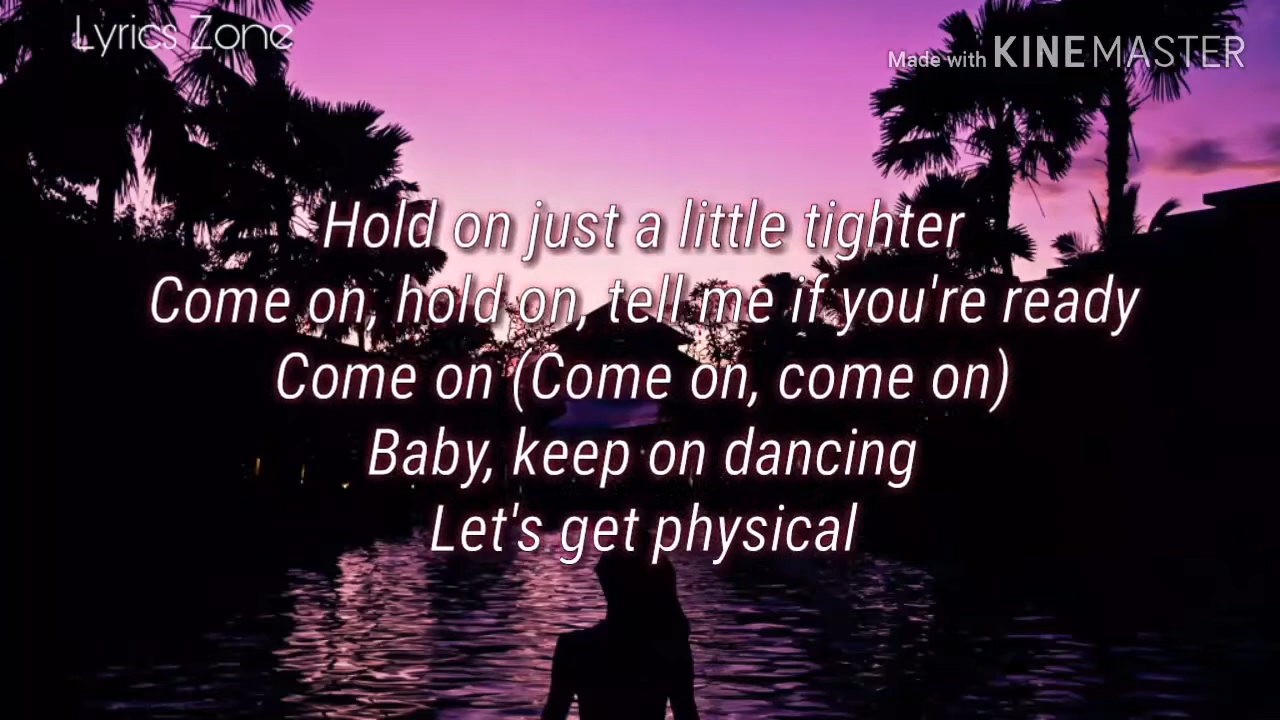 Lyrics Zone
Made with KINEMASTER
Hold on just a little tighter
Come on, hold on, tell me if you're ready
Come on (Come on, come on)
Baby, keep on dancing
Let's get physical